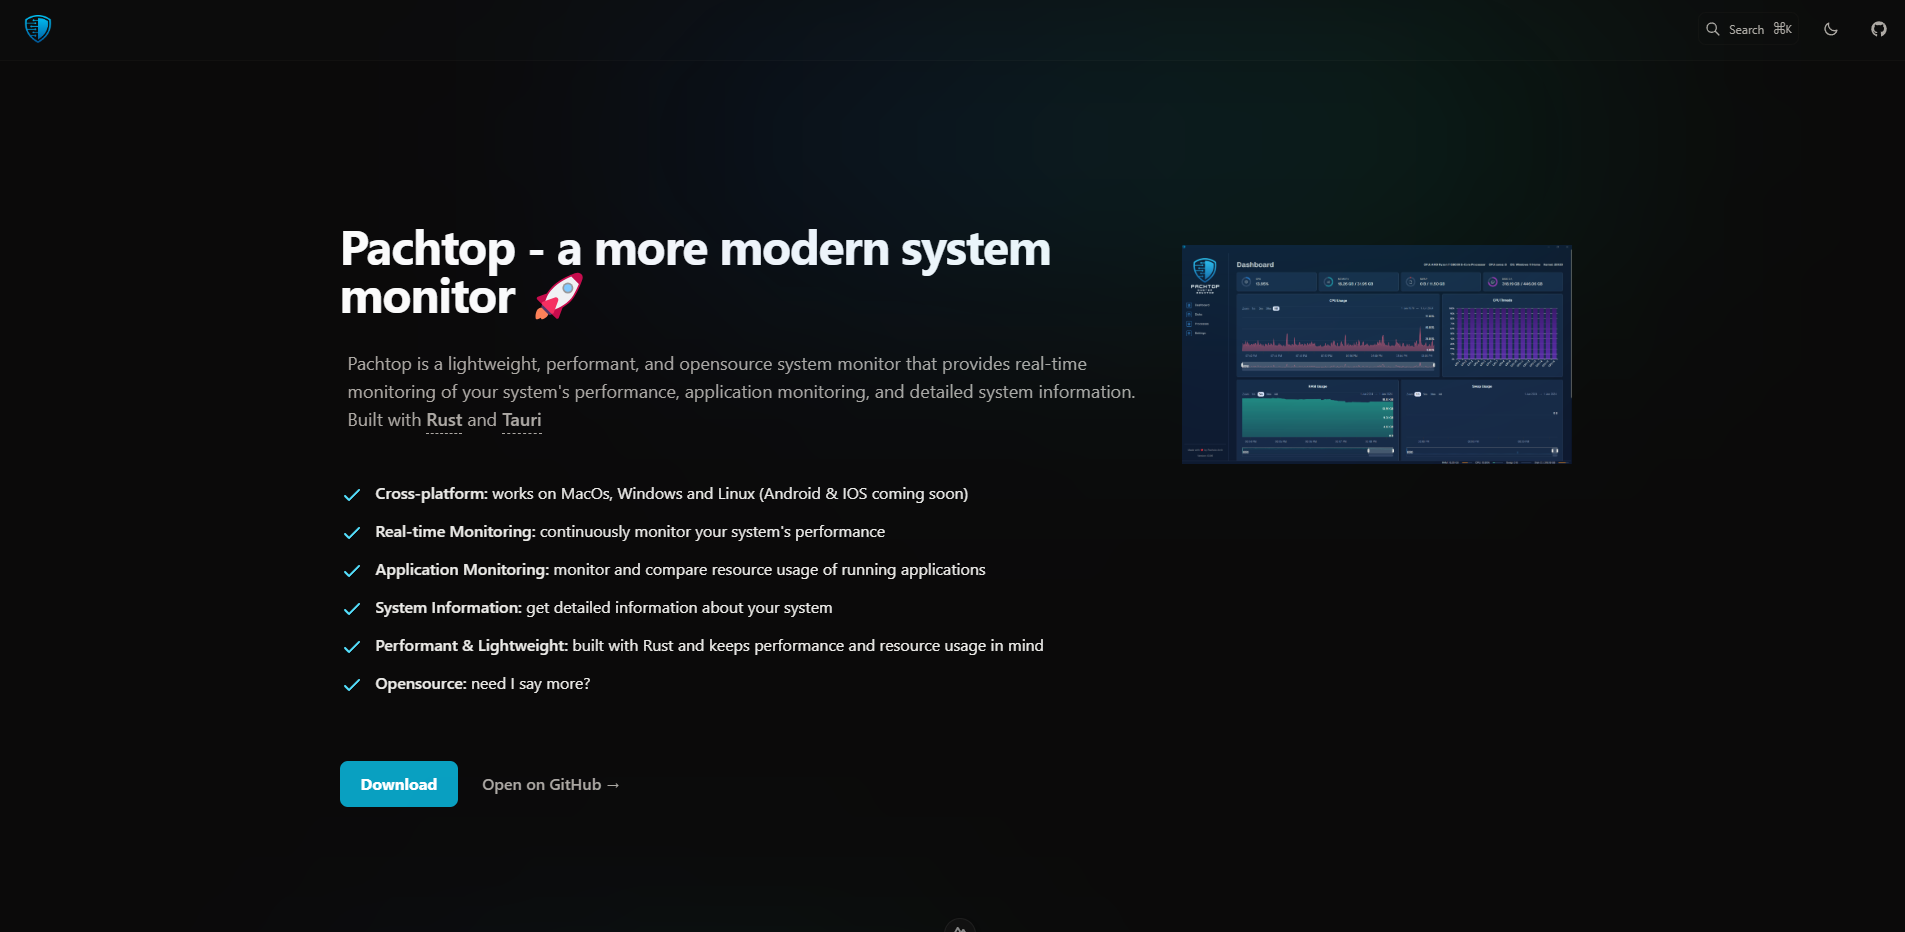 Search ⌘K
Pachtop - a more modern system
monitor 🚀
Pachtop is a lightweight, performant, and opensource system monitor that provides real-time
monitoring of your system's performance, application monitoring, and detailed system information.
Built with Rust and Tauri
Cross-platform: works on MacOs, Windows and Linux (Android & IOS coming soon)
Real-time Monitoring: continuously monitor your system's performance
Application Monitoring: monitor and compare resource usage of running applications
System Information: get detailed information about your system
Performant & Lightweight: built with Rust and keeps performance and resource usage in mind
Opensource: need I say more?
Download
Open on GitHub →
PACHTOP
Dashboard
CPU Usage
RAM Usage
Swap Usage